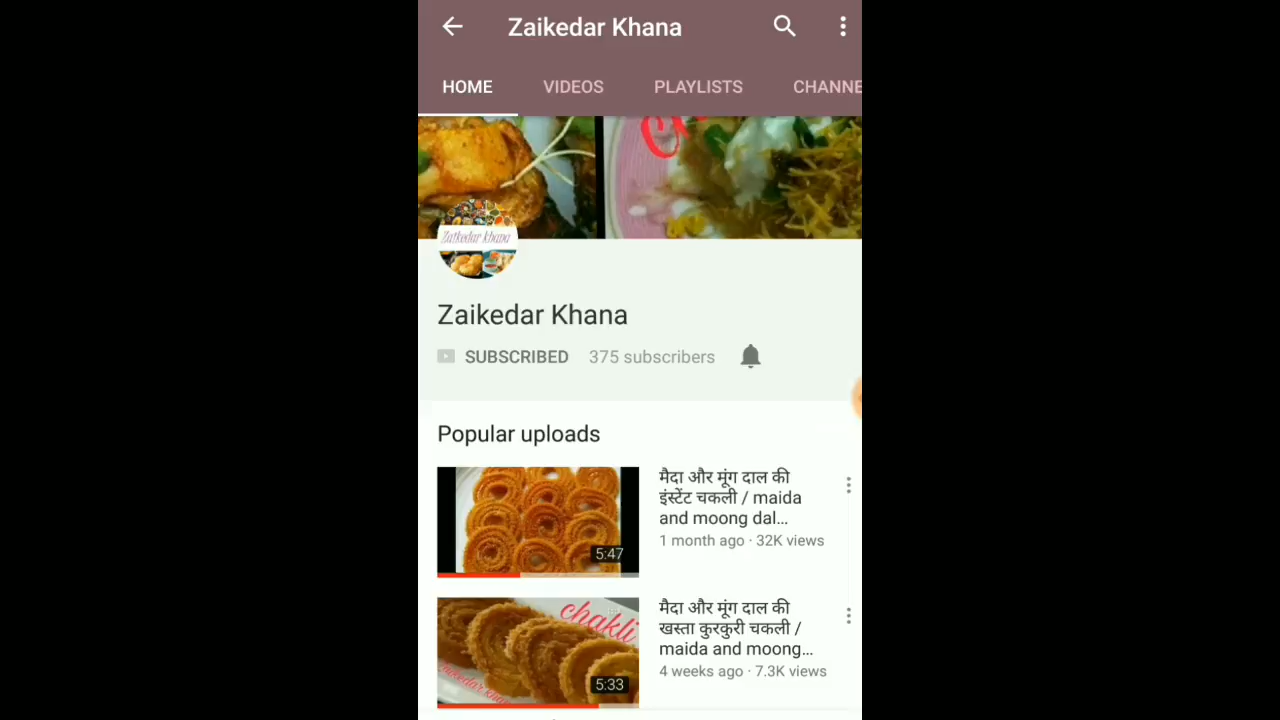 Zaikedar Khana
HOME VIDEOS PLAYLISTS CHANNE
Zaikedar khana
Zaikedar Khana
SUBSCRIBED 375 subscribers
Popular uploads
मैदा और मूंग दाल की
इंस्टेंट चकली / maida
and moong dal...
1 month ago · 32K views
5:47
मैदा और मूंग दाल की
खस्ता कुरकुरी चकली /
maida and moong...
4 weeks ago · 7.3K views
chakli
5:33